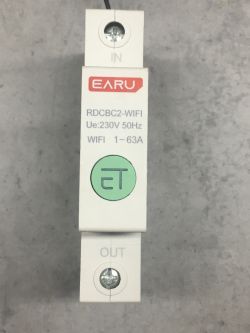 IN
EARU
RDCBC2-WIFI
Ue:230V 50Hz
WIFI 1-63A
ET
OUT